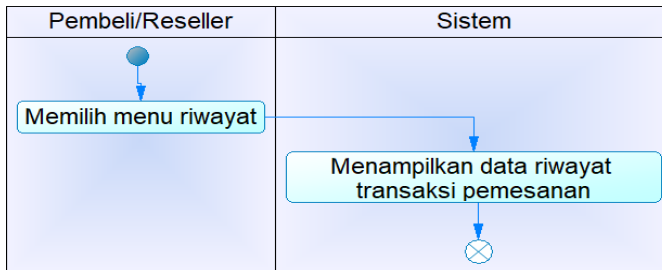 Pembeli/Reseller
Sistem
Memilih menu riwayat
Menampilkan data riwayat
transaksi pemesanan